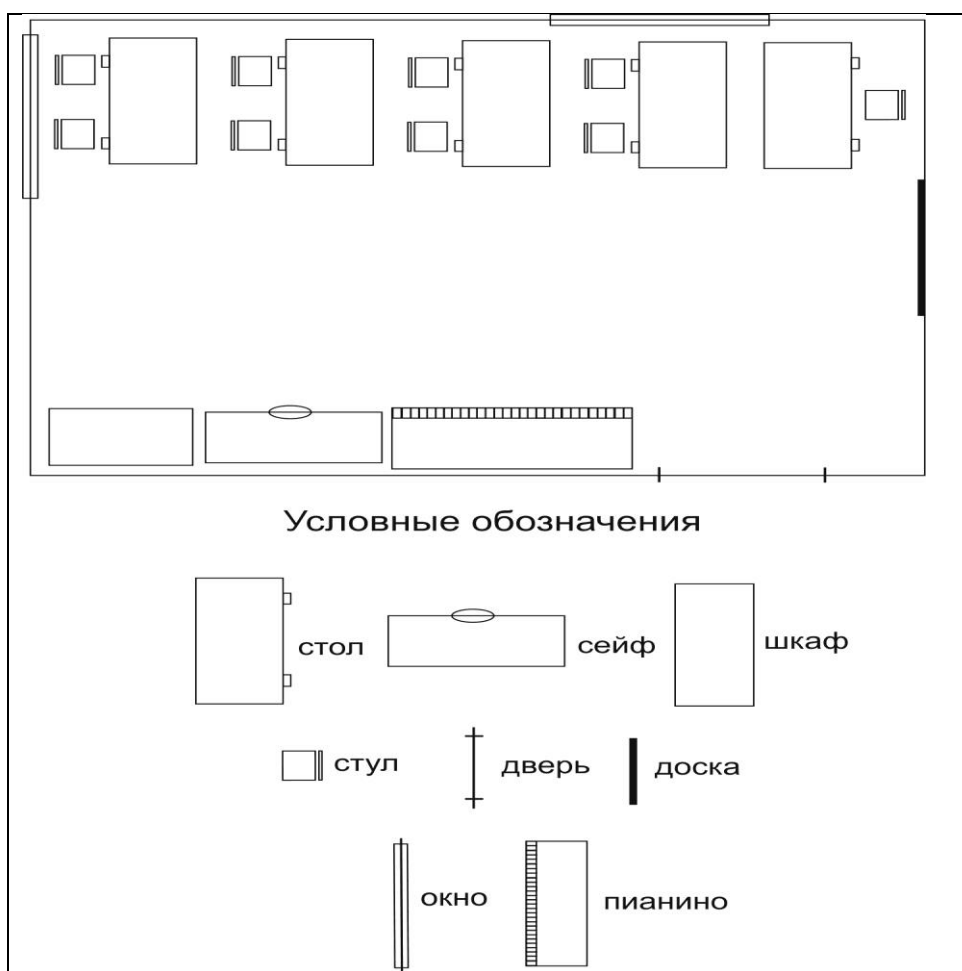 Условные обозначения
стол
сейф
шкаф
стул
дверь
доска
окно
пианино